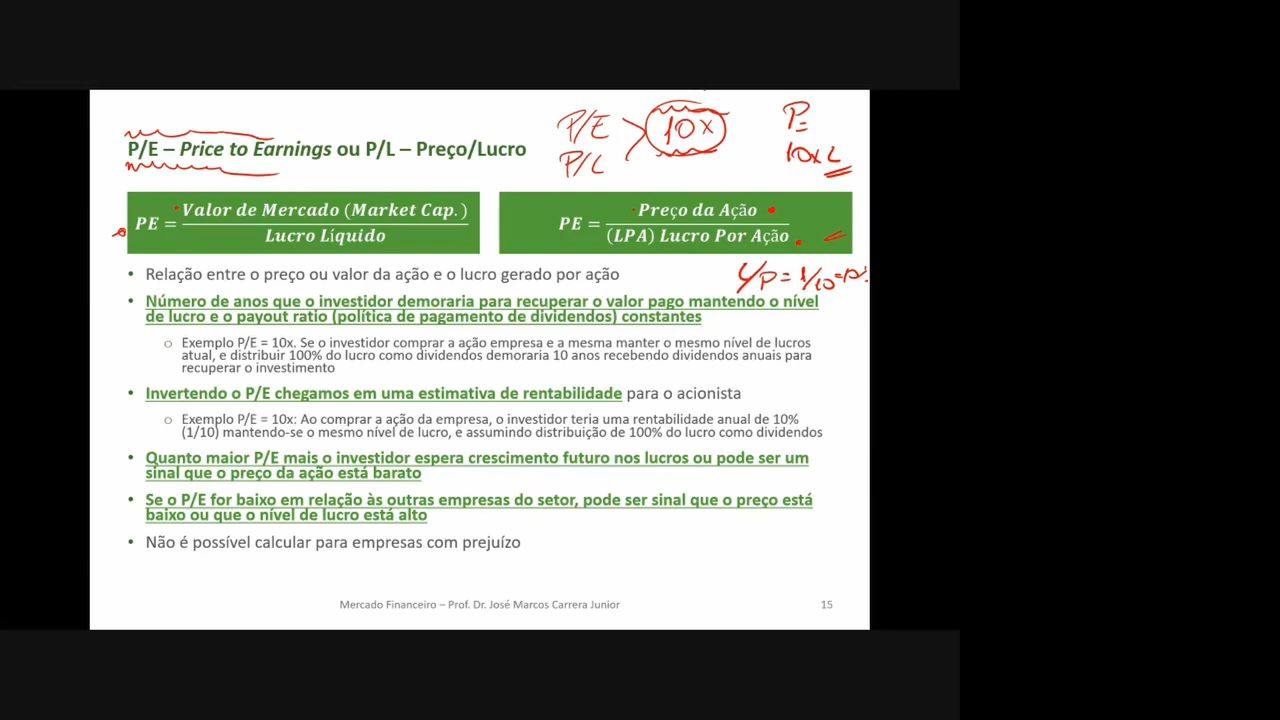 P/E
P/L
10x
P=
10xL
P/E – Price to Earnings ou P/L – Preço/Lucro
PE = Valor de Mercado (Market Cap.)
Lucro Líquido
PE = Preço da Ação
(LPA) Lucro Por Ação
• Relação entre o preço ou valor da ação e o lucro gerado por ação
L/P = 1/10 =
• Número de anos que o investidor demoraria para recuperar o valor pago mantendo o nível
de lucro e o payout ratio (política de pagamento de dividendos) constantes
o Exemplo P/E = 10x. Se o investidor comprar a ação empresa e a mesma manter o mesmo nível de lucros
atual, e distribuir 100% do lucro como dividendos demoraria 10 anos recebendo dividendos anuais para
recuperar o investimento
• Invertendo o P/E chegamos em uma estimativa de rentabilidade para o acionista
o Exemplo P/E = 10x: Ao comprar a ação da empresa, o investidor teria uma rentabilidade anual de 10%
(1/10) mantendo-se o mesmo nível de lucro, e assumindo distribuição de 100% do lucro como dividendos
• Quanto maior P/E mais o investidor espera crescimento futuro nos lucros ou pode ser um
sinal que o preço da ação está barato
• Se o P/E for baixo em relação às outras empresas do setor, pode ser sinal que o preço está
baixo ou que o nível de lucro está alto
• Não é possível calcular para empresas com prejuízo
Mercado Financeiro – Prof. Dr. José Marcos Carrera Junior
15